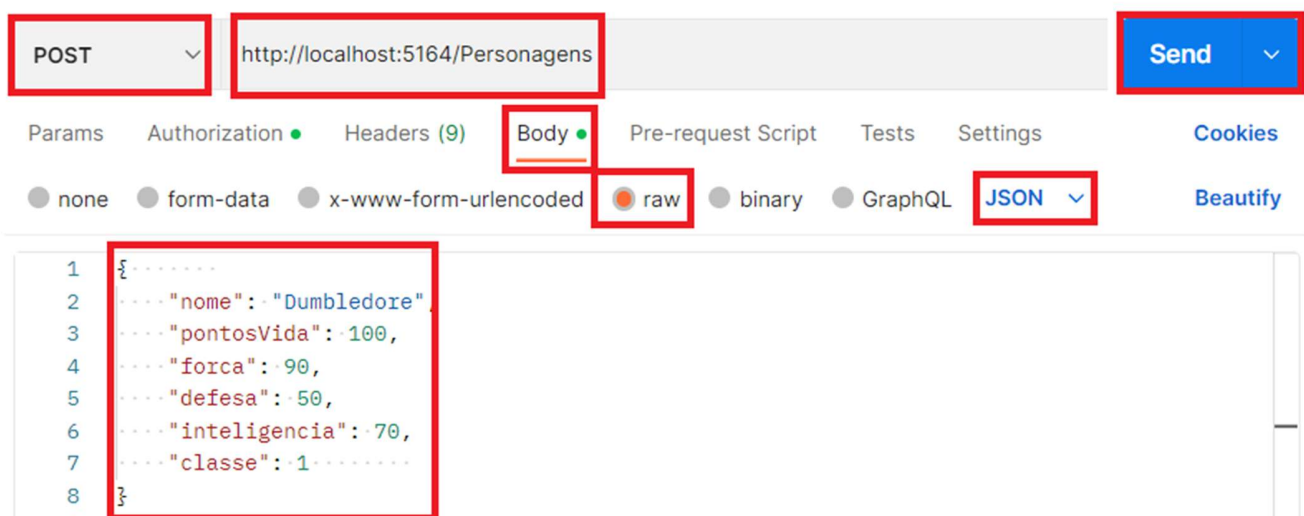 POST http://localhost:5164/Personagens Send
Params Authorization Headers (9) Body Pre-request Script Tests Settings Cookies
none form-data x-www-form-urlencoded raw binary GraphQL JSON Beautify
1 {
2 "nome": "Dumbledore",
3 "pontosVida": 100,
4 "forca": 90,
5 "defesa": 50,
6 "inteligencia": 70,
7 "classe": 1
8 }